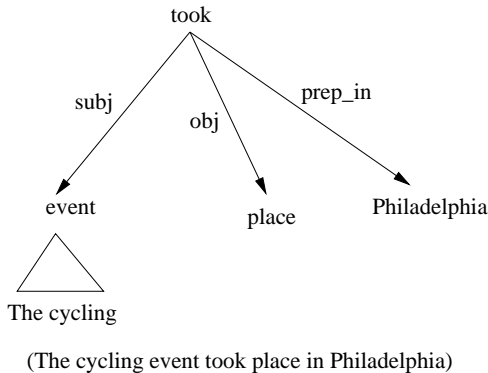 took
subj
obj
prep_in
event
place
Philadelphia
The cycling
(The cycling event took place in Philadelphia)